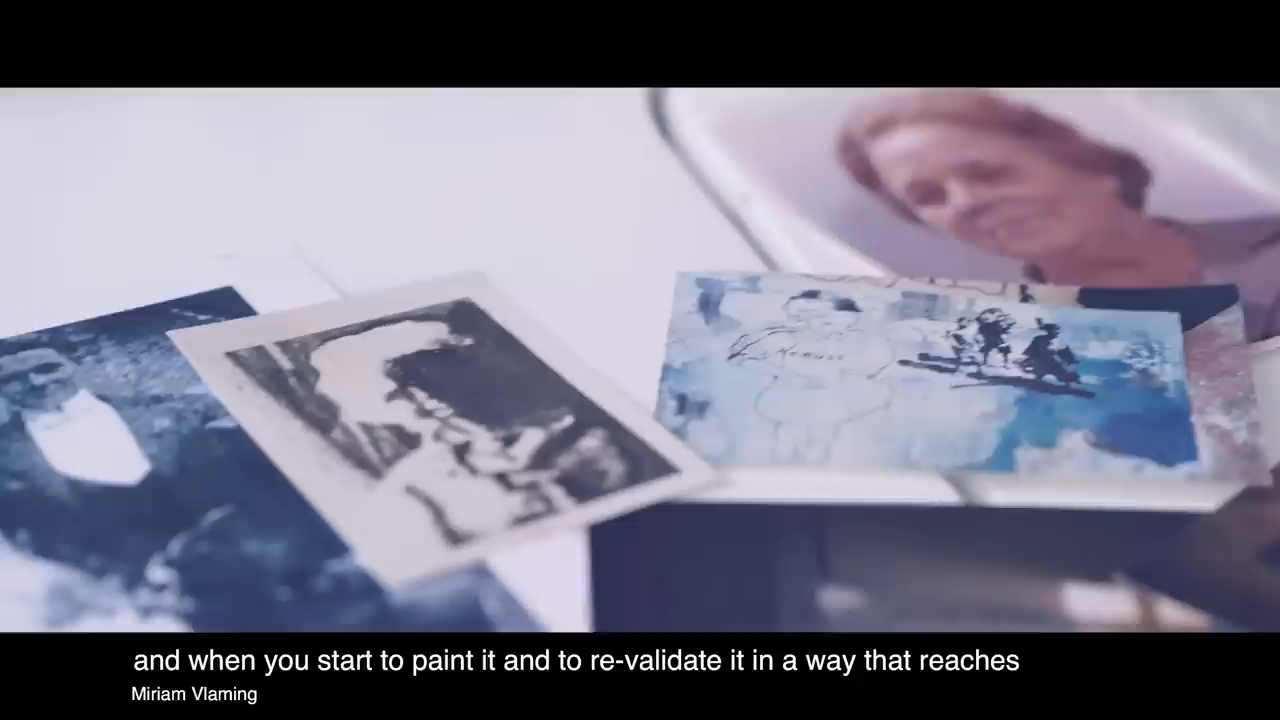 and when you start to paint it and to re-validate it in a way that reaches
Miriam Vlaming